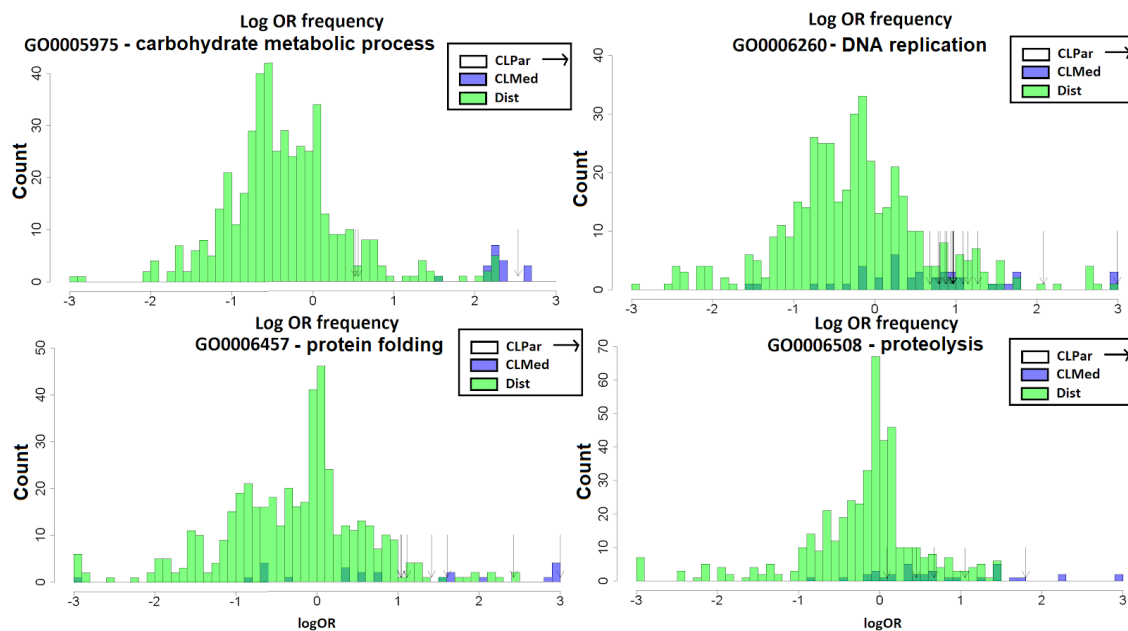 Log OR frequency
GO0005975 - carbohydrate metabolic process
CLPar
CLMed
Dist
Count
0 10 20 30 40
-3 -2 -1 0 1 2 3
Log OR frequency
GO0006260 - DNA replication
CLPar
CLMed
Dist
Count
0 10 20 30 40
-3 -2 -1 0 1 2 3
Log OR frequency
GO0006457 - protein folding
CLPar
CLMed
Dist
Count
0 10 20 30 40 50
-3 -2 -1 0 1 2 3
logOR
Log OR frequency
GO0006508 - proteolysis
CLPar
CLMed
Dist
Count
0 10 20 30 40 50 60 70
-3 -2 -1 0 1 2 3
logOR